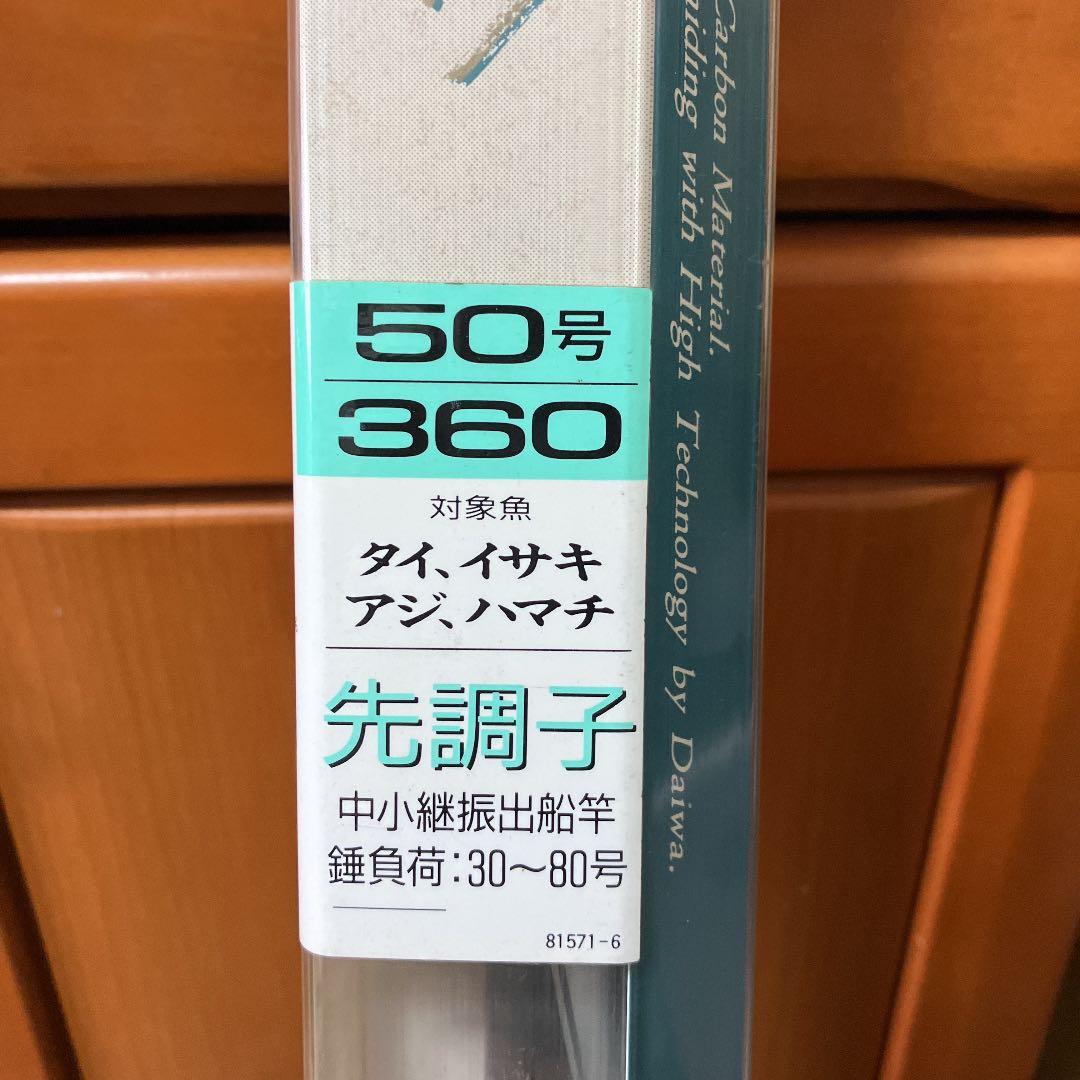 50号
360
対象魚
タイ、イサキ
アジ、ハマチ
先調子
中小継振出船竿
錘負荷:30〜80号
81571-6
Carbon Material.
with High Technology by Daiwa.